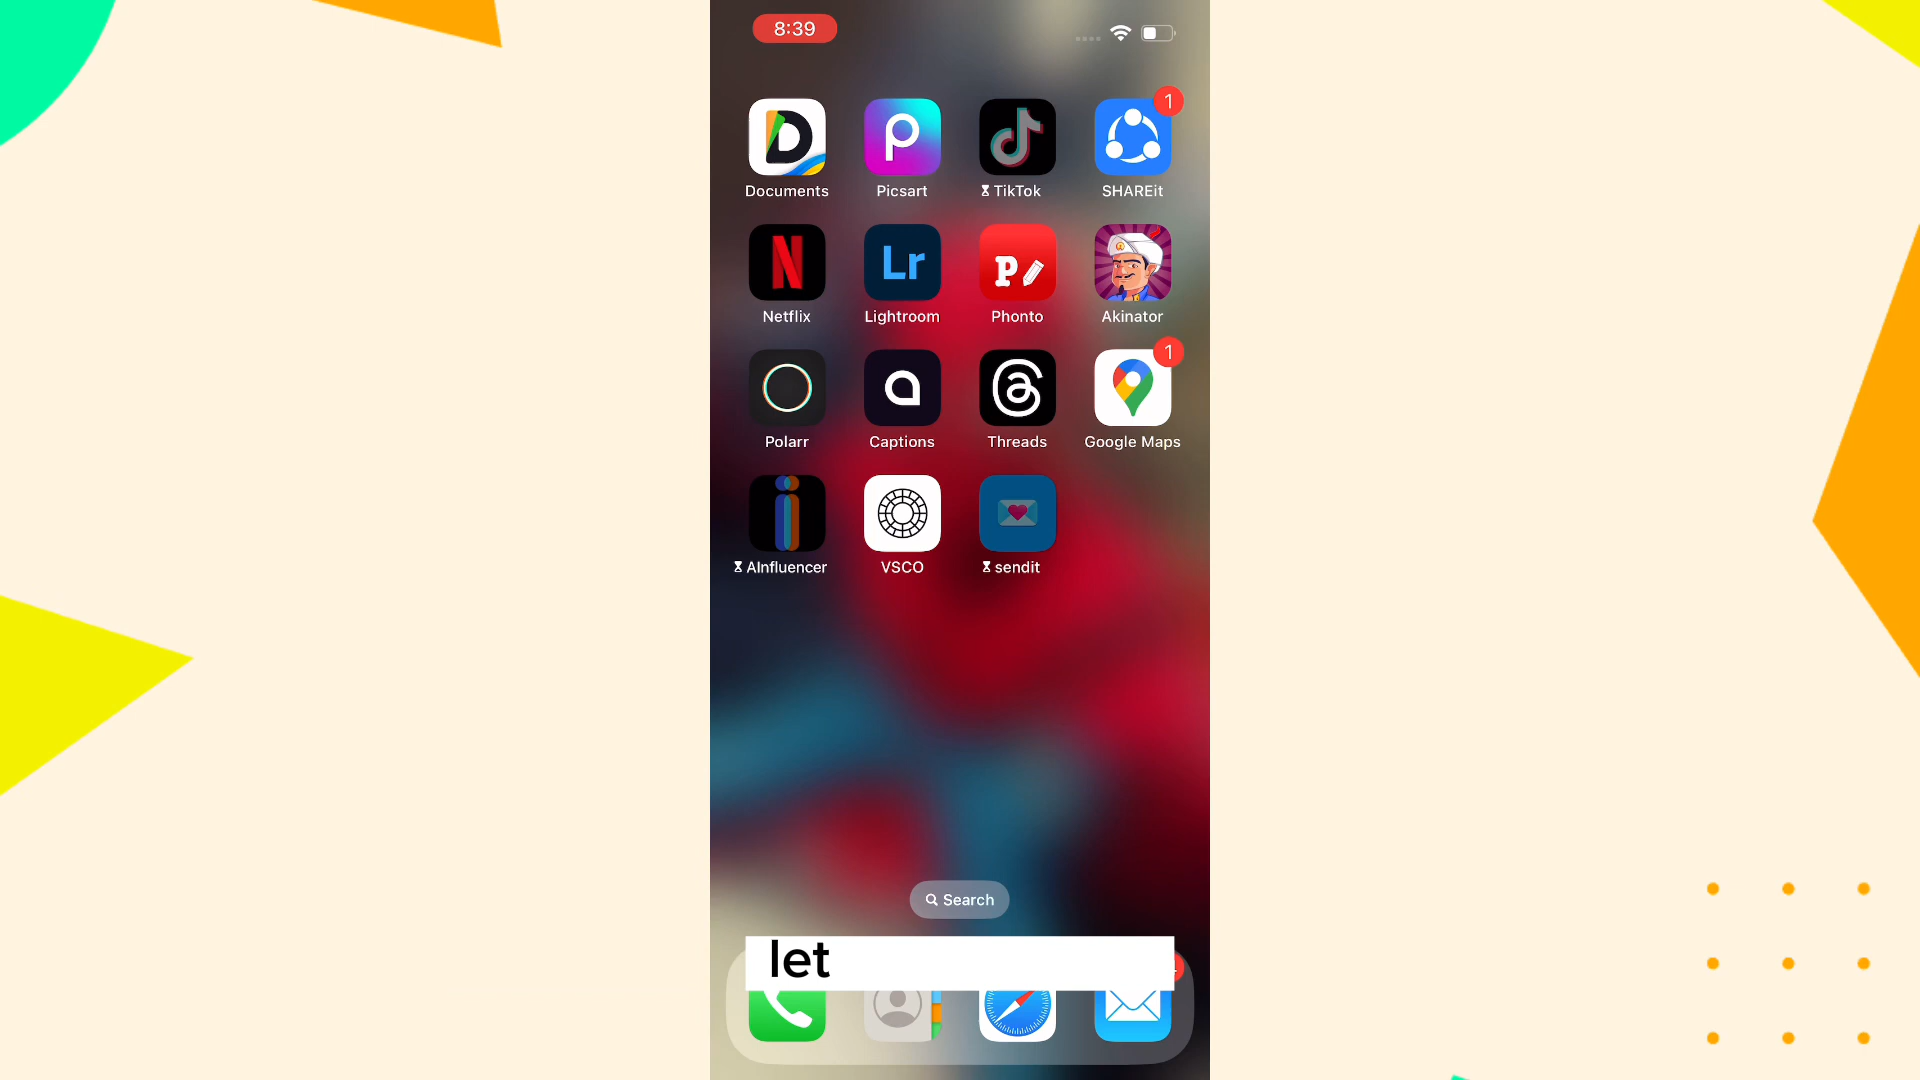 8:39
1
Documents
Picsart
TikTok
SHAREit
N
Lr
P
Netflix
Lightroom
Phonto
Akinator
1
Polarr
Captions
Threads
Google Maps
AInfluencer
VSCO
sendit
Search
let